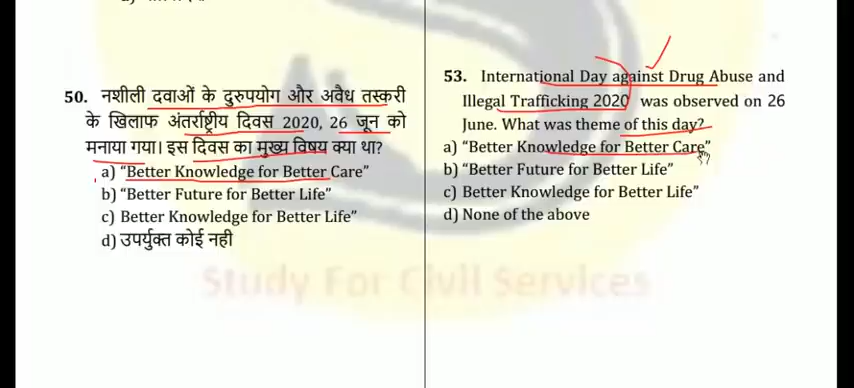 50. नशीली दवाओं के दुरुपयोग और अवैध तस्करी
के खिलाफ अंतर्राष्ट्रीय दिवस 2020, 26 जून को
मनाया गया। इस दिवस का मुख्य विषय क्या था?
a) “Better Knowledge for Better Care”
b) “Better Future for Better Life”
c) Better Knowledge for Better Life”
d) उपर्युक्त कोई नही
53. International Day against Drug Abuse and
Illegal Trafficking 2020 was observed on 26
June. What was theme of this day?
a) “Better Knowledge for Better Care”
b) “Better Future for Better Life”
c) Better Knowledge for Better Life”
d) None of the above
Study For Civil Services